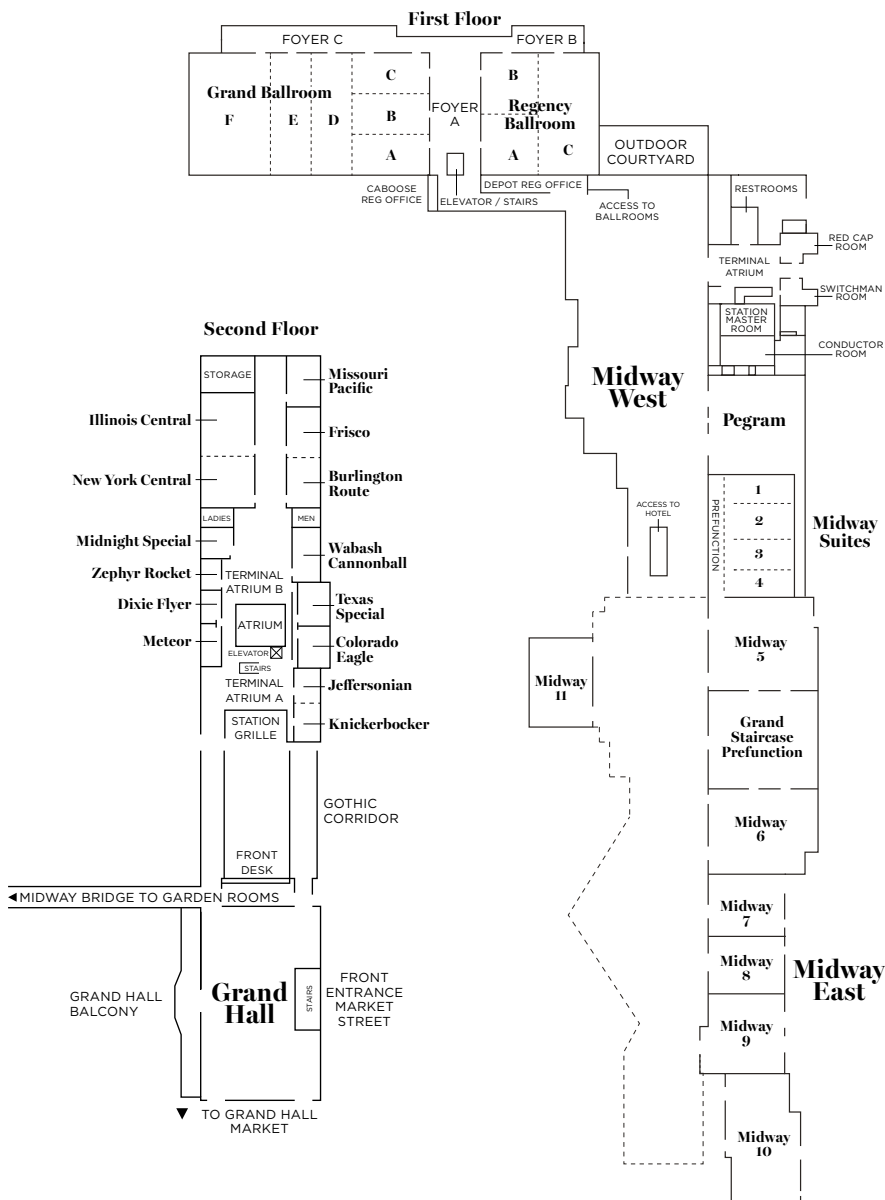 First Floor
FOYER C
FOYER B
Grand Ballroom
F
E
D
C
B
A
FOYER
A
B
Regency
Ballroom
A
C
OUTDOOR
COURTYARD
CABOOSE
REG OFFICE
ELEVATOR / STAIRS
DEPOT REG OFFICE
ACCESS TO
BALLROOMS
RESTROOMS
RED CAP
ROOM
TERMINAL
ATRIUM
SWITCHMAN
ROOM
STATION
MASTER
ROOM
CONDUCTOR
ROOM
Midway
West
Pegram
ACCESS TO
HOTEL
PREFUNCTION
1
2
3
4
Midway
Suites
Midway
5
Midway
11
Grand
Staircase
Prefunction
Midway
6
Midway
7
Midway
8
Midway
East
Midway
9
Midway
10
Second Floor
STORAGE
Missouri
Pacific
Illinois Central
Frisco
New York Central
Burlington
Route
LADIES
MEN
Midnight Special
Wabash
Cannonball
Zephyr Rocket
TERMINAL
ATRIUM B
Dixie Flyer
Texas
Special
ATRIUM
Meteor
Colorado
Eagle
ELEVATOR
STAIRS
TERMINAL
ATRIUM A
Jeffersonian
STATION
GRILLE
Knickerbocker
GOTHIC
CORRIDOR
FRONT
DESK
◀MIDWAY BRIDGE TO GARDEN ROOMS
GRAND HALL
BALCONY
Grand
Hall
STAIRS
FRONT
ENTRANCE
MARKET
STREET
▼ TO GRAND HALL
MARKET